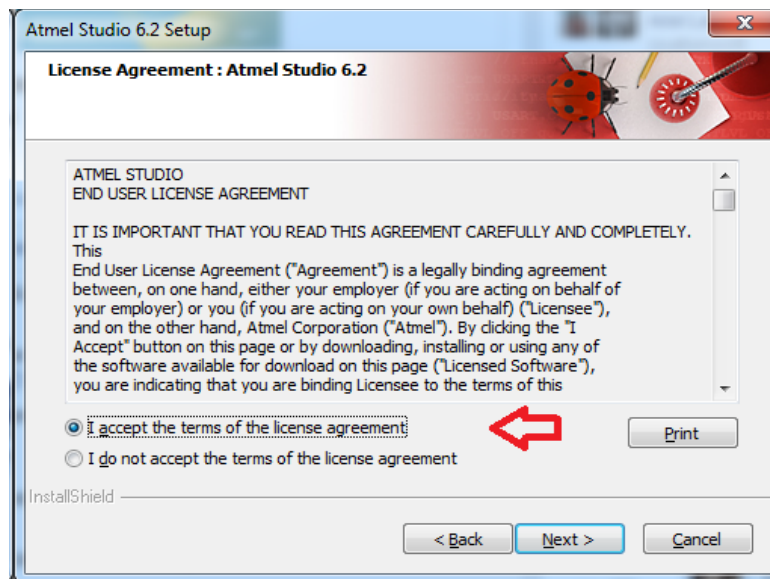 Atmel Studio 6.2 Setup
License Agreement : Atmel Studio 6.2
ATMEL STUDIO
END USER LICENSE AGREEMENT
IT IS IMPORTANT THAT YOU READ THIS AGREEMENT CAREFULLY AND COMPLETELY.
This
End User License Agreement ("Agreement") is a legally binding agreement
between, on one hand, either your employer (if you are acting on behalf of
your employer) or you (if you are acting on your own behalf) ("Licensee"),
and on the other hand, Atmel Corporation ("Atmel"). By clicking the "I
Accept" button on this page or by downloading, installing or using any of
the software available for download on this page ("Licensed Software"),
you are indicating that you are binding Licensee to the terms of this
I accept the terms of the license agreement
Print
I do not accept the terms of the license agreement
InstallShield
< Back
Next >
Cancel